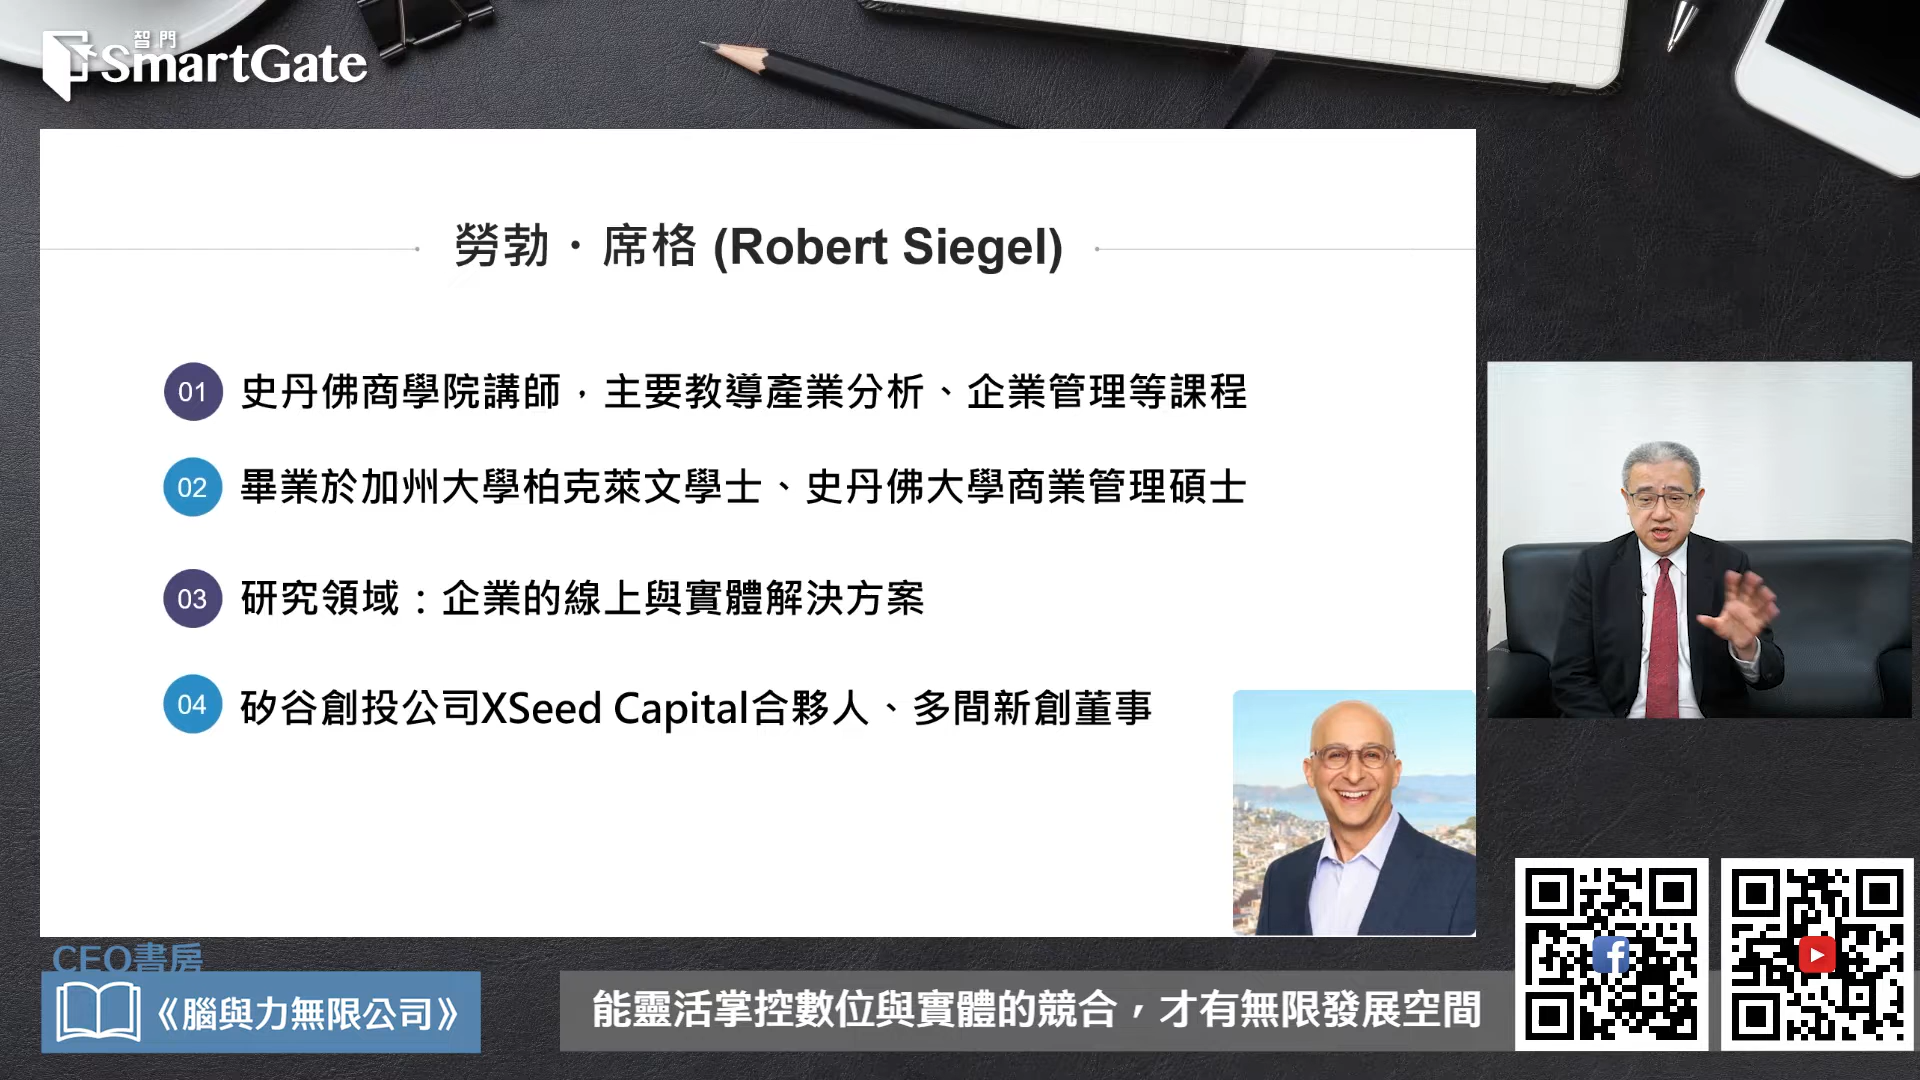 智門
SmartGate
勞勃．席格 (Robert Siegel)
01 史丹佛商學院講師，主要教導產業分析、企業管理等課程
02 畢業於加州大學柏克萊文學士、史丹佛大學商業管理碩士
03 研究領域：企業的線上與實體解決方案
04 矽谷創投公司XSeed Capital合夥人、多間新創董事
CEO書房
《腦與力無限公司》
能靈活掌控數位與實體的競合，才有無限發展空間